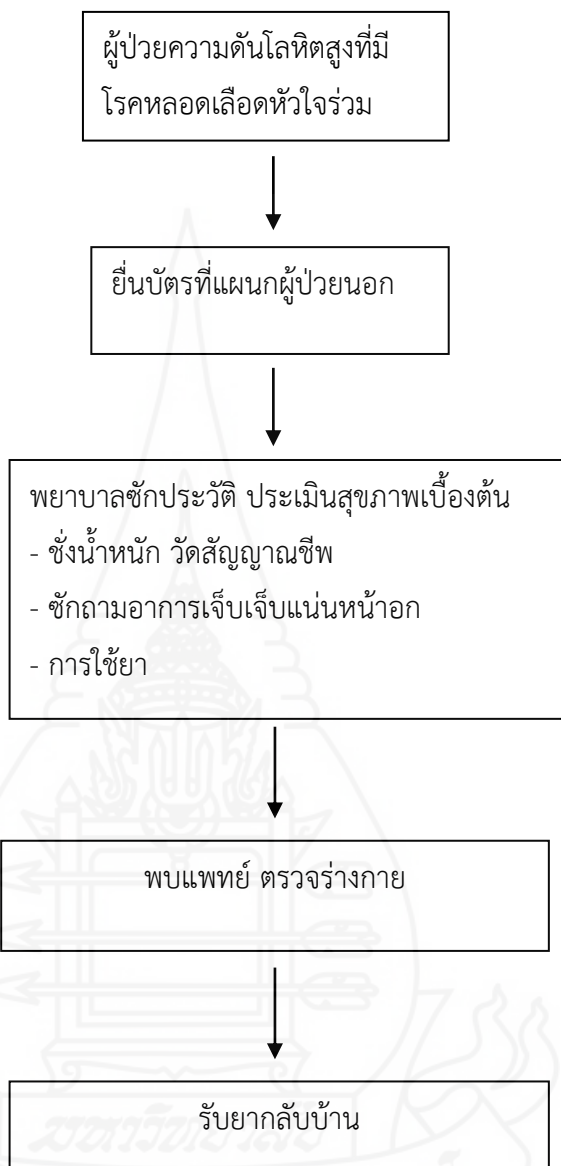 ผู้ป่วยความดันโลหิตสูงที่มี
โรคหลอดเลือดหัวใจร่วม
ยื่นบัตรที่แผนกผู้ป่วยนอก
พยาบาลซักประวัติ ประเมินสุขภาพเบื้องต้น
- ชั่งน้ำหนัก วัดสัญญาณชีพ
- ซักถามอาการเจ็บเจ็บแน่นหน้าอก
- การใช้ยา
พบแพทย์ ตรวจร่างกาย
รับยากลับบ้าน